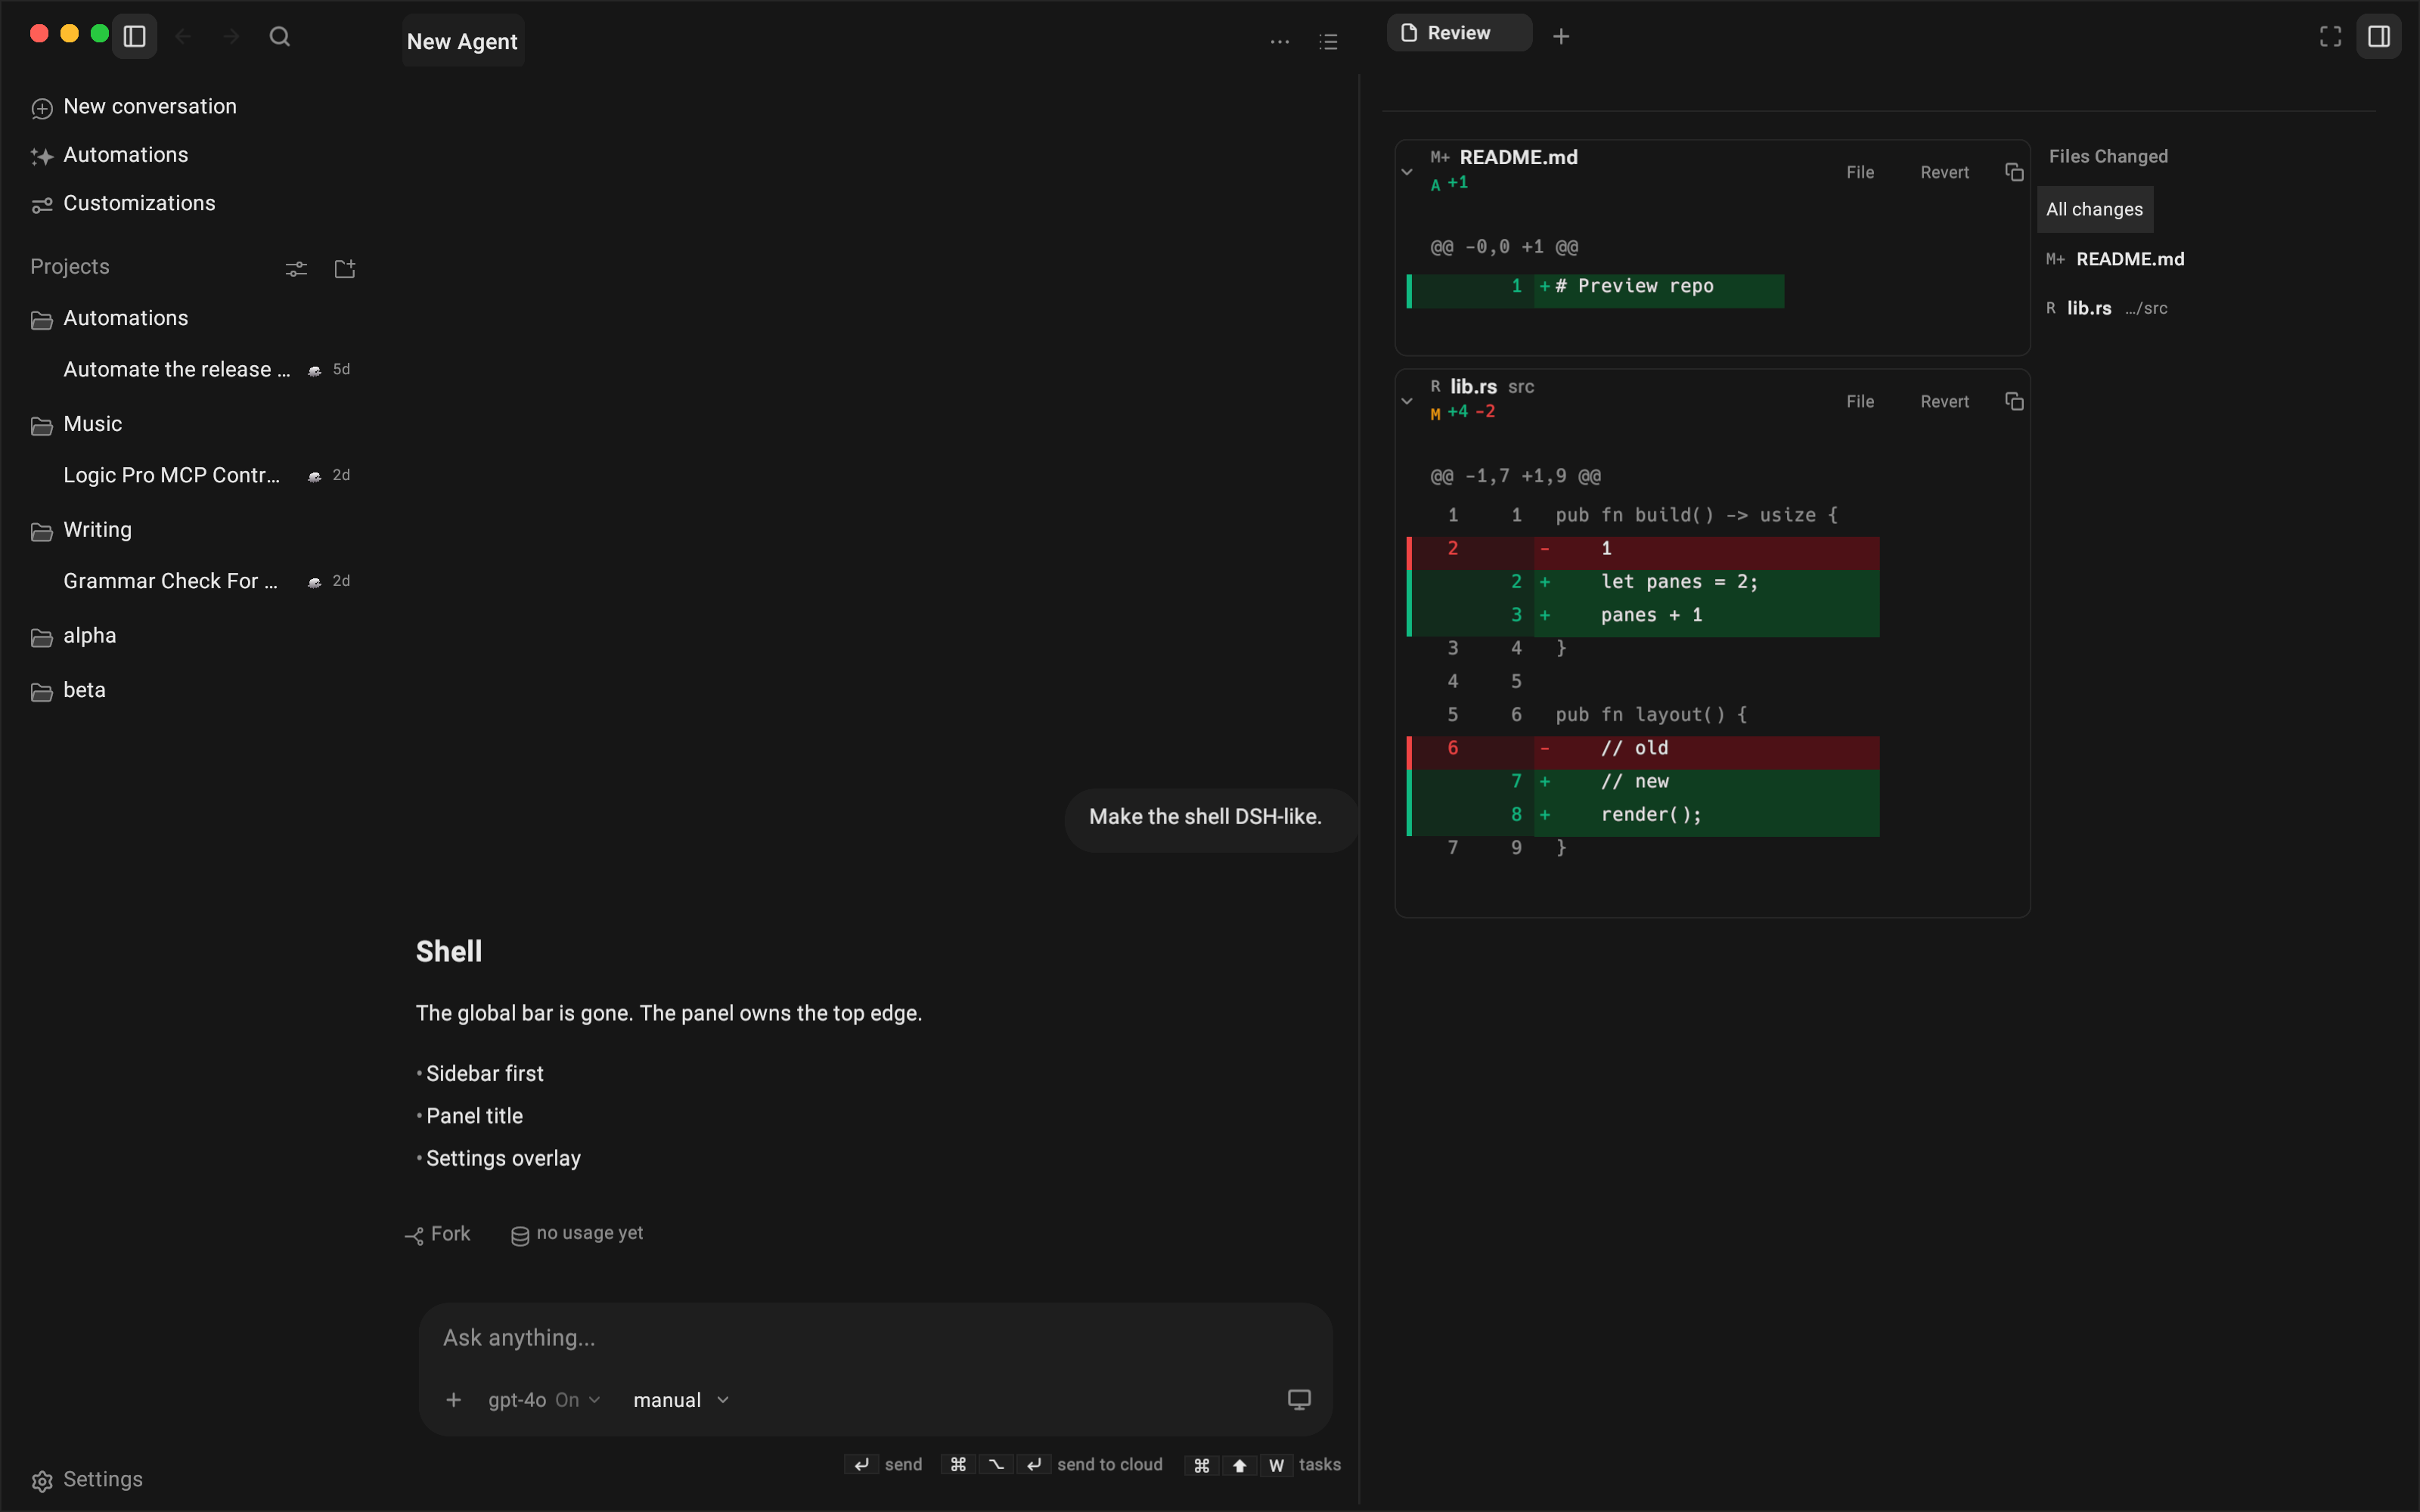 New Agent
Review
New conversation
Automations
Customizations
Projects
Automations
Automate the release ... 5d
Music
Logic Pro MCP Contr... 2d
Writing
Grammar Check For ... 2d
alpha
beta
Settings
Make the shell DSH-like.
Shell
The global bar is gone. The panel owns the top edge.
• Sidebar first
• Panel title
• Settings overlay
Fork no usage yet
Ask anything...
gpt-4o On manual
send ⌘ ⌥ send to cloud ⌘ W tasks
M+ README.md
A +1
File Revert
@@ -0,0 +1 @@
1 + # Preview repo
R lib.rs src
M +4 -2
File Revert
@@ -1,7 +1,9 @@
1 1 pub fn build() -> usize {
2 - 1
2 + let panes = 2;
3 + panes + 1
3 4 }
4 5
5 6 pub fn layout() {
6 - // old
7 + // new
8 + render();
7 9 }
Files Changed
All changes
M+ README.md
R lib.rs .../src